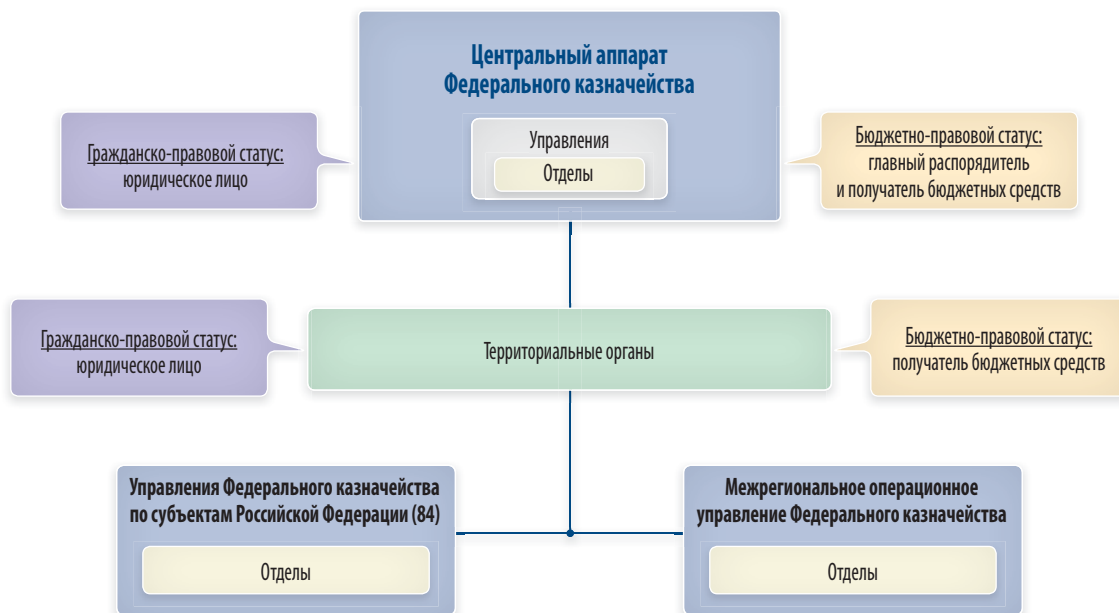 Центральный аппарат
Федерального казначейства
Управления
Отделы
Гражданско-правовой статус:
юридическое лицо
Бюджетно-правовой статус:
главный распорядитель
и получатель бюджетных средств
Гражданско-правовой статус:
юридическое лицо
Территориальные органы
Бюджетно-правовой статус:
получатель бюджетных средств
Управления Федерального казначейства
по субъектам Российской Федерации (84)
Отделы
Межрегиональное операционное
управление Федерального казначейства
Отделы